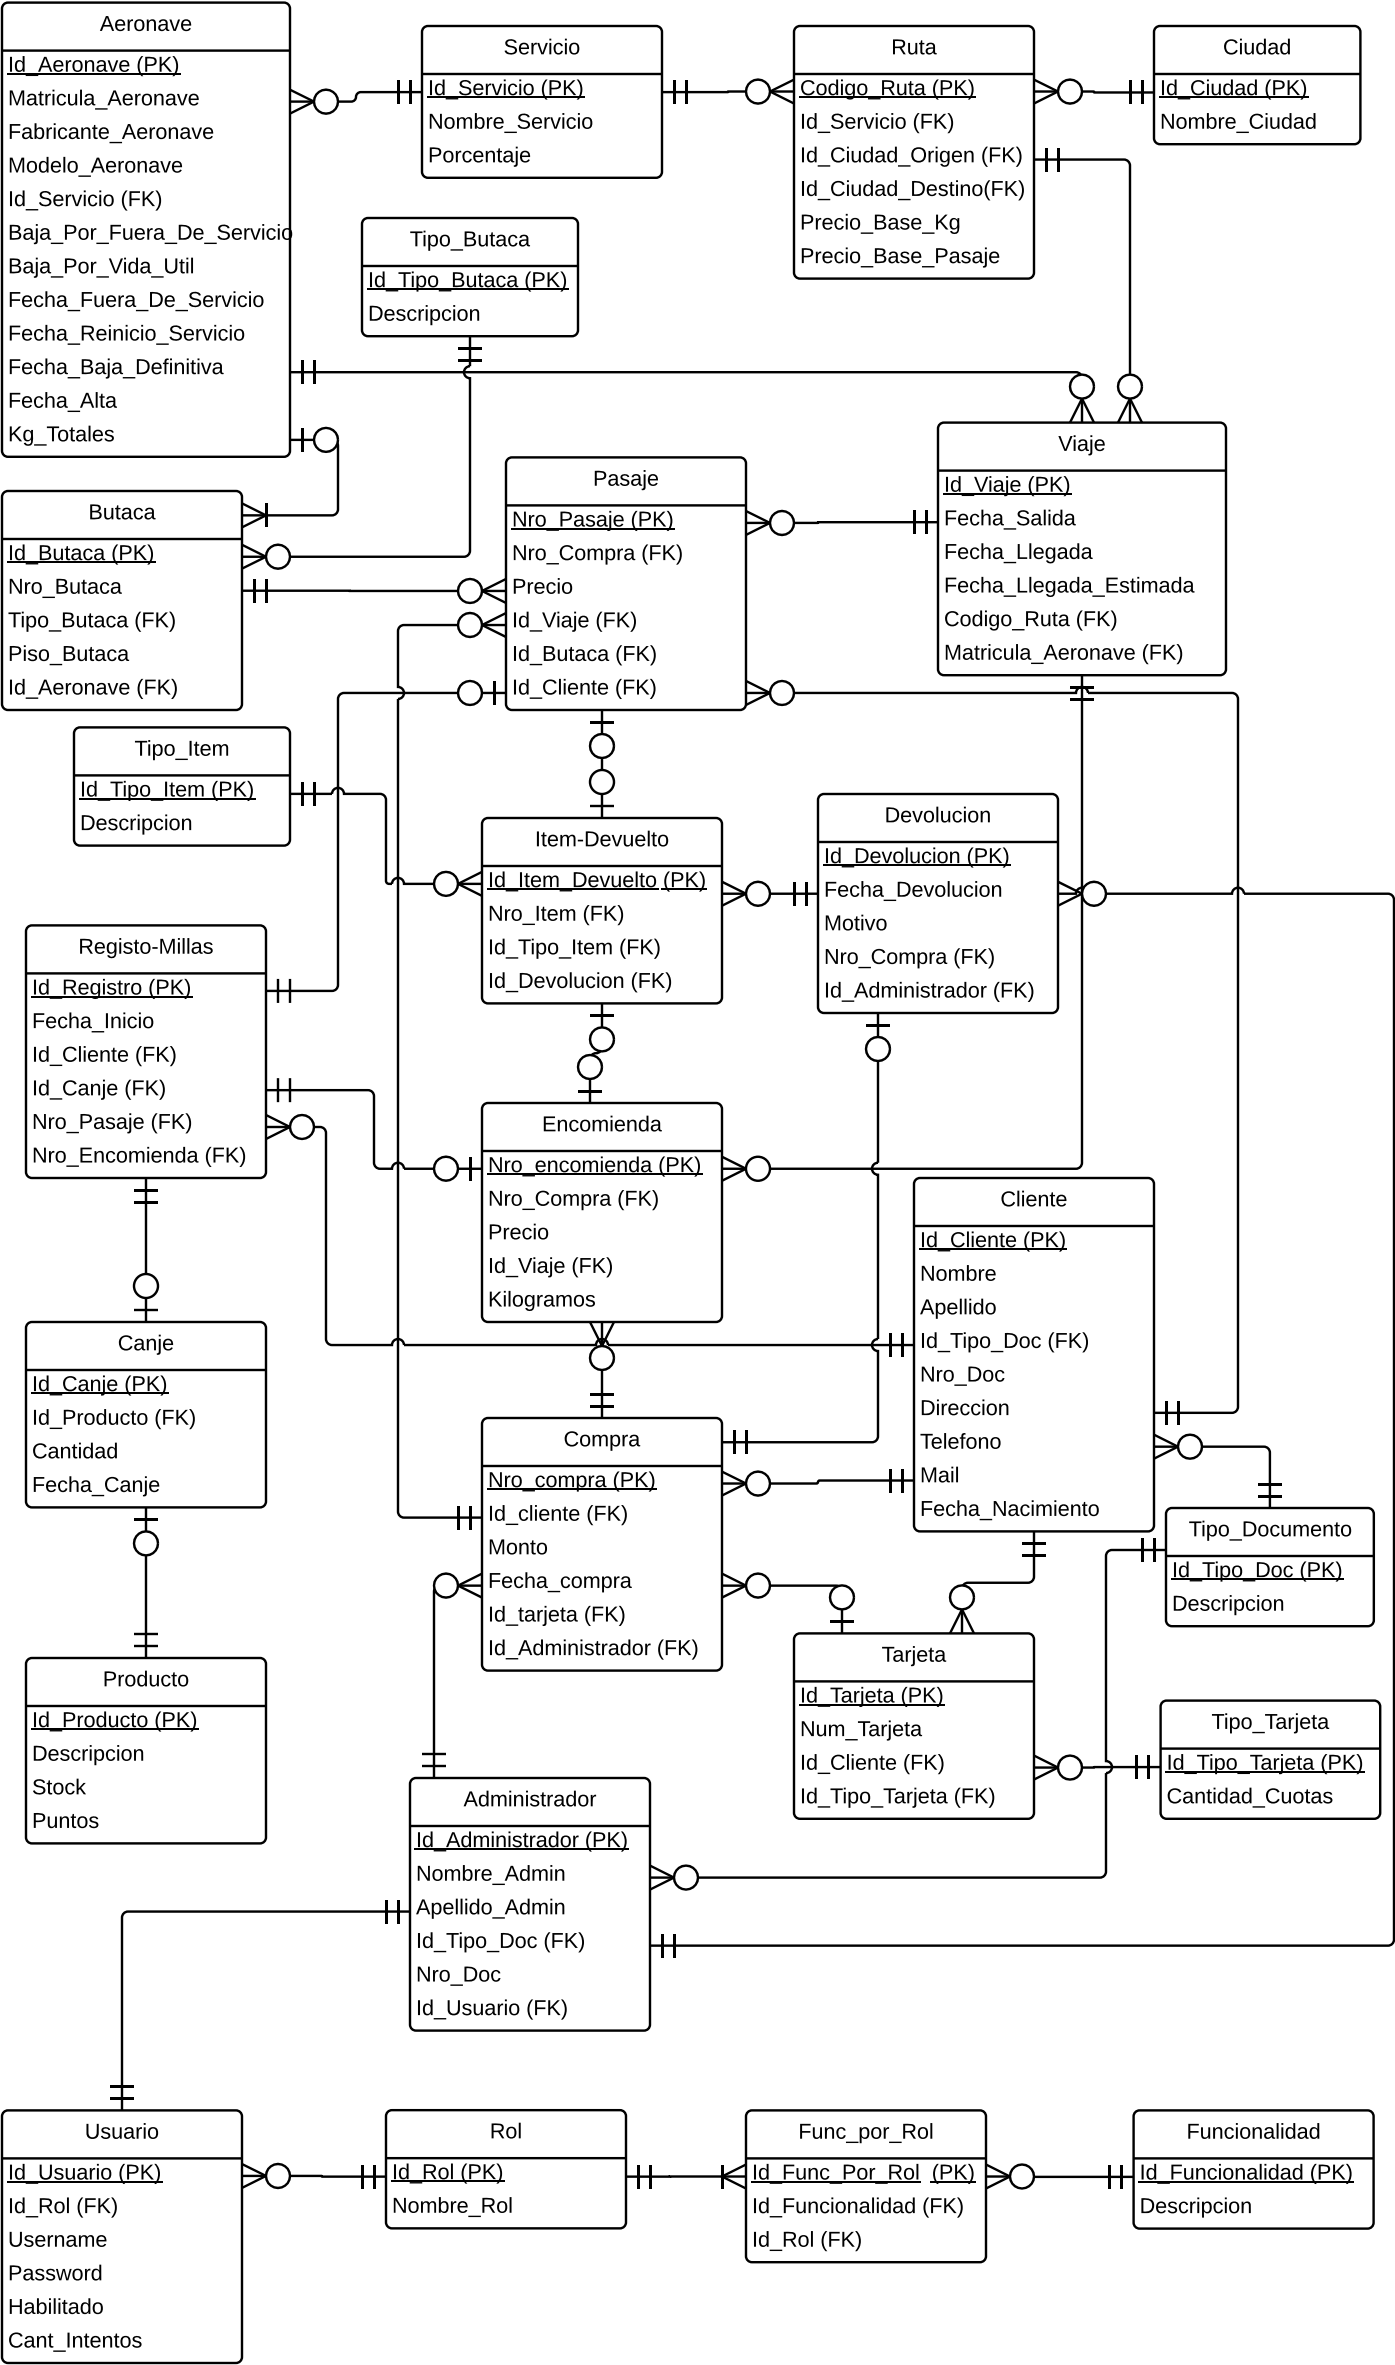 Aeronave
Id_Aeronave (PK)
Matricula_Aeronave
Fabricante_Aeronave
Modelo_Aeronave
Id_Servicio (FK)
Baja_Por_Fuera_De_Servicio
Baja_Por_Vida_Util
Fecha_Fuera_De_Servicio
Fecha_Reinicio_Servicio
Fecha_Baja_Definitiva
Fecha_Alta
Kg_Totales
Servicio
Id_Servicio (PK)
Nombre_Servicio
Porcentaje
Ruta
Codigo_Ruta (PK)
Id_Servicio (FK)
Id_Ciudad_Origen (FK)
Id_Ciudad_Destino(FK)
Precio_Base_Kg
Precio_Base_Pasaje
Ciudad
Id_Ciudad (PK)
Nombre_Ciudad
Tipo_Butaca
Id_Tipo_Butaca (PK)
Descripcion
Butaca
Id_Butaca (PK)
Nro_Butaca
Tipo_Butaca (FK)
Piso_Butaca
Id_Aeronave (FK)
Pasaje
Nro_Pasaje (PK)
Nro_Compra (FK)
Precio
Id_Viaje (FK)
Id_Butaca (FK)
Id_Cliente (FK)
Viaje
Id_Viaje (PK)
Fecha_Salida
Fecha_Llegada
Fecha_Llegada_Estimada
Codigo_Ruta (FK)
Matricula_Aeronave (FK)
Tipo_Item
Id_Tipo_Item (PK)
Descripcion
Item-Devuelto
Id_Item_Devuelto (PK)
Nro_Item (FK)
Id_Tipo_Item (FK)
Id_Devolucion (FK)
Devolucion
Id_Devolucion (PK)
Fecha_Devolucion
Motivo
Nro_Compra (FK)
Id_Administrador (FK)
Registo-Millas
Id_Registro (PK)
Fecha_Inicio
Id_Cliente (FK)
Id_Canje (FK)
Nro_Pasaje (FK)
Nro_Encomienda (FK)
Encomienda
Nro_encomienda (PK)
Nro_Compra (FK)
Precio
Id_Viaje (FK)
Kilogramos
Cliente
Id_Cliente (PK)
Nombre
Apellido
Id_Tipo_Doc (FK)
Nro_Doc
Direccion
Telefono
Mail
Fecha_Nacimiento
Canje
Id_Canje (PK)
Id_Producto (FK)
Cantidad
Fecha_Canje
Compra
Nro_compra (PK)
Id_cliente (FK)
Monto
Fecha_compra
Id_tarjeta (FK)
Id_Administrador (FK)
Tipo_Documento
Id_Tipo_Doc (PK)
Descripcion
Producto
Id_Producto (PK)
Descripcion
Stock
Puntos
Tarjeta
Id_Tarjeta (PK)
Num_Tarjeta
Id_Cliente (FK)
Id_Tipo_Tarjeta (FK)
Tipo_Tarjeta
Id_Tipo_Tarjeta (PK)
Cantidad_Cuotas
Administrador
Id_Administrador (PK)
Nombre_Admin
Apellido_Admin
Id_Tipo_Doc (FK)
Nro_Doc
Id_Usuario (FK)
Usuario
Id_Usuario (PK)
Id_Rol (FK)
Username
Password
Habilitado
Cant_Intentos
Rol
Id_Rol (PK)
Nombre_Rol
Func_por_Rol
Id_Func_Por_Rol (PK)
Id_Funcionalidad (FK)
Id_Rol (FK)
Funcionalidad
Id_Funcionalidad (PK)
Descripcion